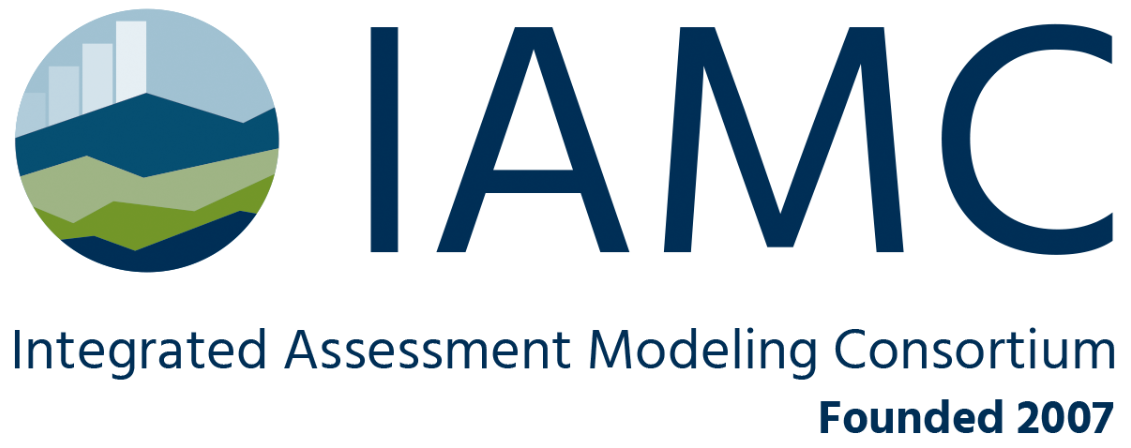 IAMC
Integrated Assessment Modeling Consortium
Founded 2007